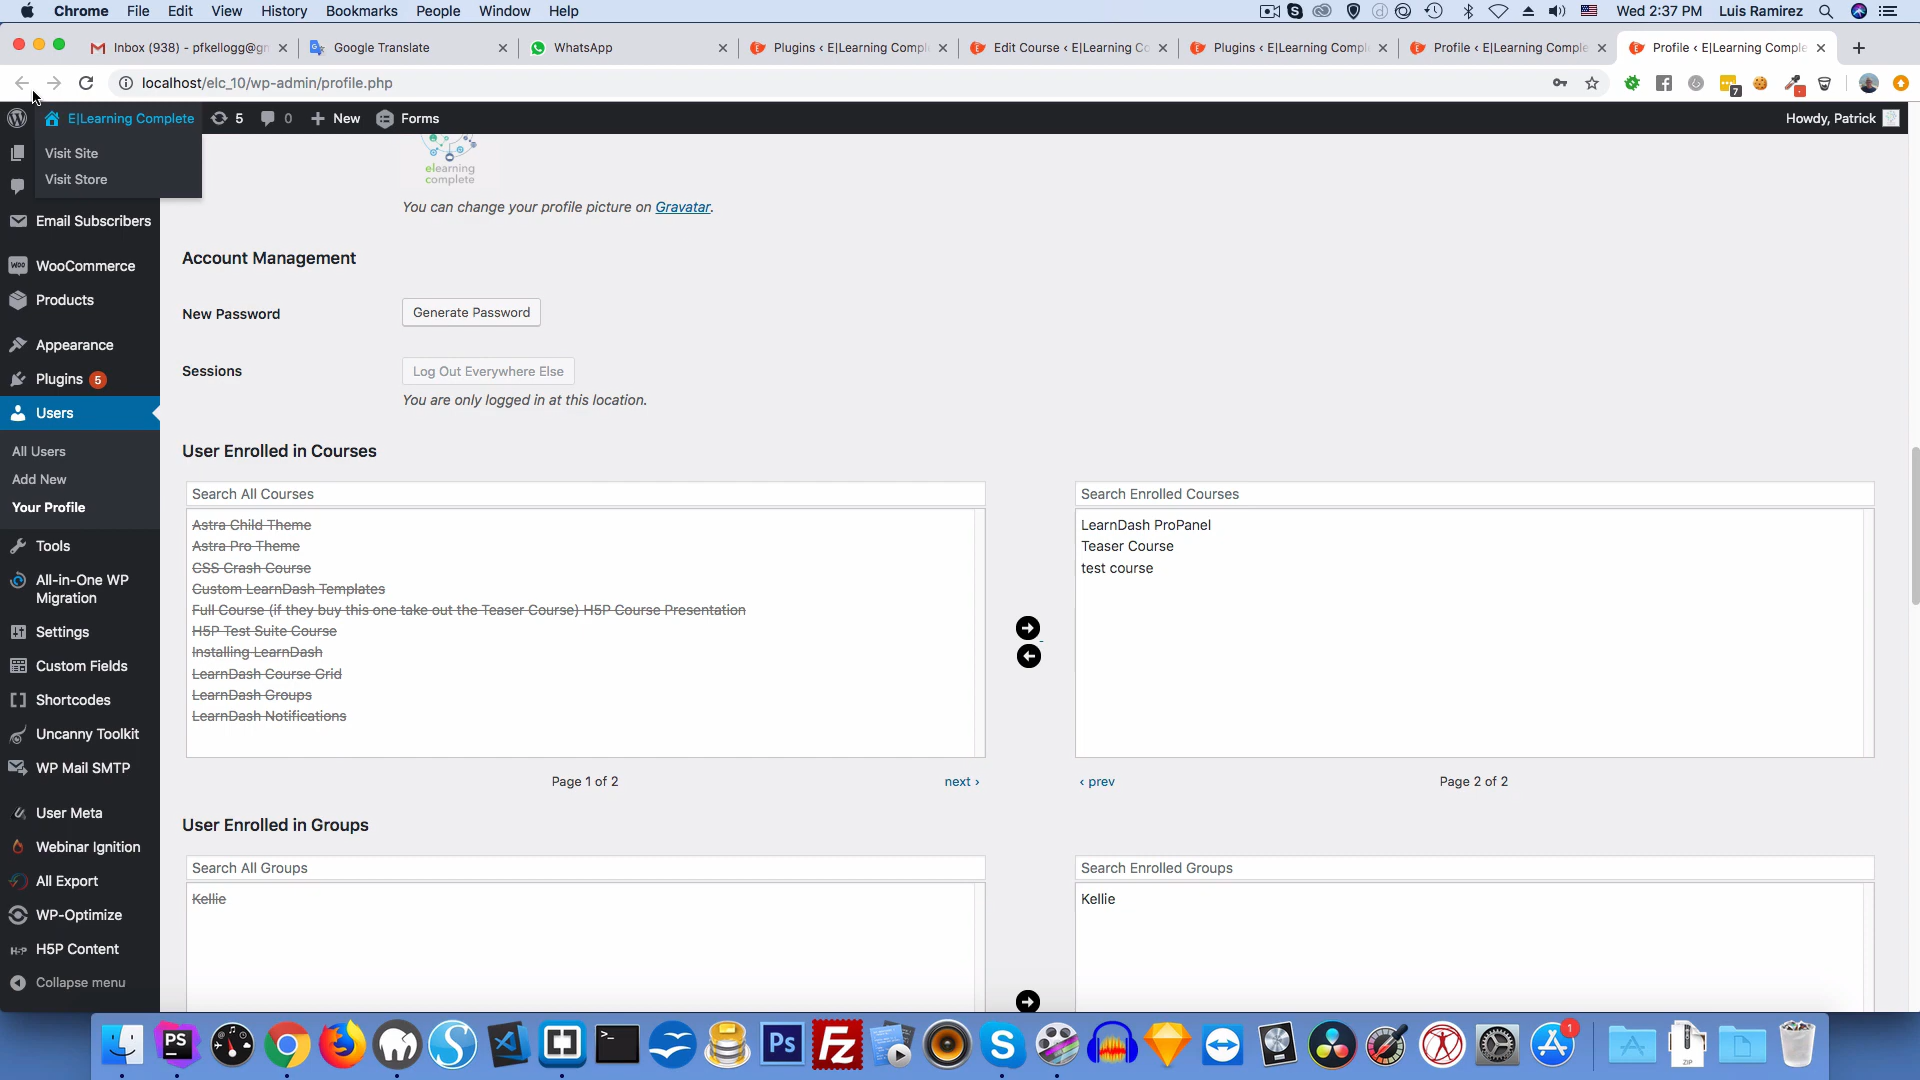 Chrome File Edit View History Bookmarks People Window Help Wed 2:37 PM Luis Ramirez
Inbox (938) - pfkellogg@gn
Google Translate
WhatsApp
Plugins ‹ E|Learning Comple
Edit Course ‹ E|Learning Co
Plugins ‹ E|Learning Comple
Profile ‹ E|Learning Comple
Profile ‹ E|Learning Comple
localhost/elc_10/wp-admin/profile.php
7
E|Learning Complete 5 0 New Forms Howdy, Patrick
Visit Site
Visit Store
Email Subscribers
WooCommerce
Products
Appearance
Plugins 5
Users
All Users
Add New
Your Profile
Tools
All-in-One WP
Migration
Settings
Custom Fields
Shortcodes
Uncanny Toolkit
WP Mail SMTP
User Meta
Webinar Ignition
All Export
WP-Optimize
H5P Content
Collapse menu
elearning
complete
You can change your profile picture on Gravatar.
Account Management
New Password Generate Password
Sessions Log Out Everywhere Else
You are only logged in at this location.
User Enrolled in Courses
Search All Courses
Astra Child Theme
Astra Pro Theme
CSS Crash Course
Custom LearnDash Templates
Full Course (if they buy this one take out the Teaser Course) H5P Course Presentation
H5P Test Suite Course
Installing LearnDash
LearnDash Course Grid
LearnDash Groups
LearnDash Notifications
Page 1 of 2 next ›
Search Enrolled Courses
LearnDash ProPanel
Teaser Course
test course
‹ prev Page 2 of 2
User Enrolled in Groups
Search All Groups
Kellie
Search Enrolled Groups
Kellie
PS
Ps
Fz
S
ZIP
1